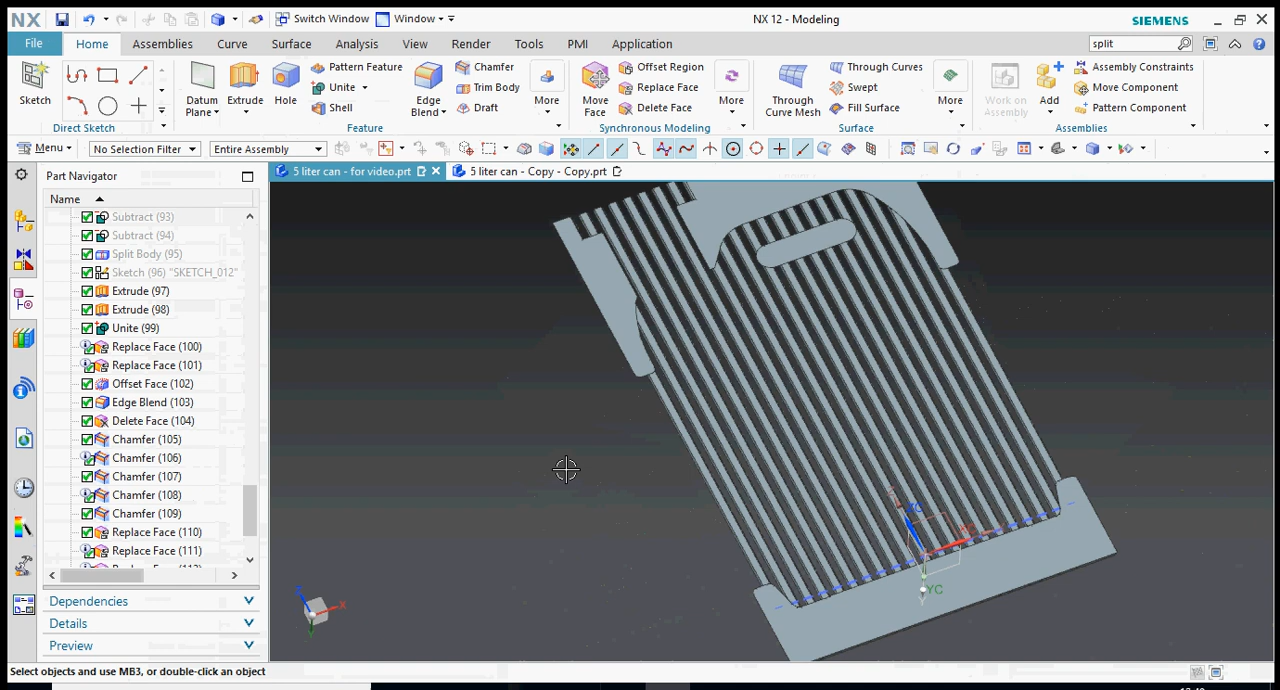 NX Switch Window Window NX 12 - Modeling SIEMENS
File Home Assemblies Curve Surface Analysis View Render Tools PMI Application split
Sketch
Direct Sketch
Datum Plane
Extrude
Hole
Pattern Feature
Unite
Shell
Edge Blend
Chamfer
Trim Body
Draft
More
Feature
Move Face
Offset Region
Replace Face
Delete Face
More
Synchronous Modeling
Through Curve Mesh
Through Curves
Swept
Fill Surface
More
Surface
Work on Assembly
Add
Assembly Constraints
Move Component
Pattern Component
Assemblies
Menu No Selection Filter Entire Assembly
Part Navigator
5 liter can - for video.prt 5 liter can - Copy - Copy.prt
Name
Subtract (93)
Subtract (94)
Split Body (95)
Sketch (96) "SKETCH_012"
Extrude (97)
Extrude (98)
Unite (99)
Replace Face (100)
Replace Face (101)
Offset Face (102)
Edge Blend (103)
Delete Face (104)
Chamfer (105)
Chamfer (106)
Chamfer (107)
Chamfer (108)
Chamfer (109)
Replace Face (110)
Replace Face (111)
Dependencies
Details
Preview
ZC
XC
YC
Z
X
Y
Select objects and use MB3, or double-click an object